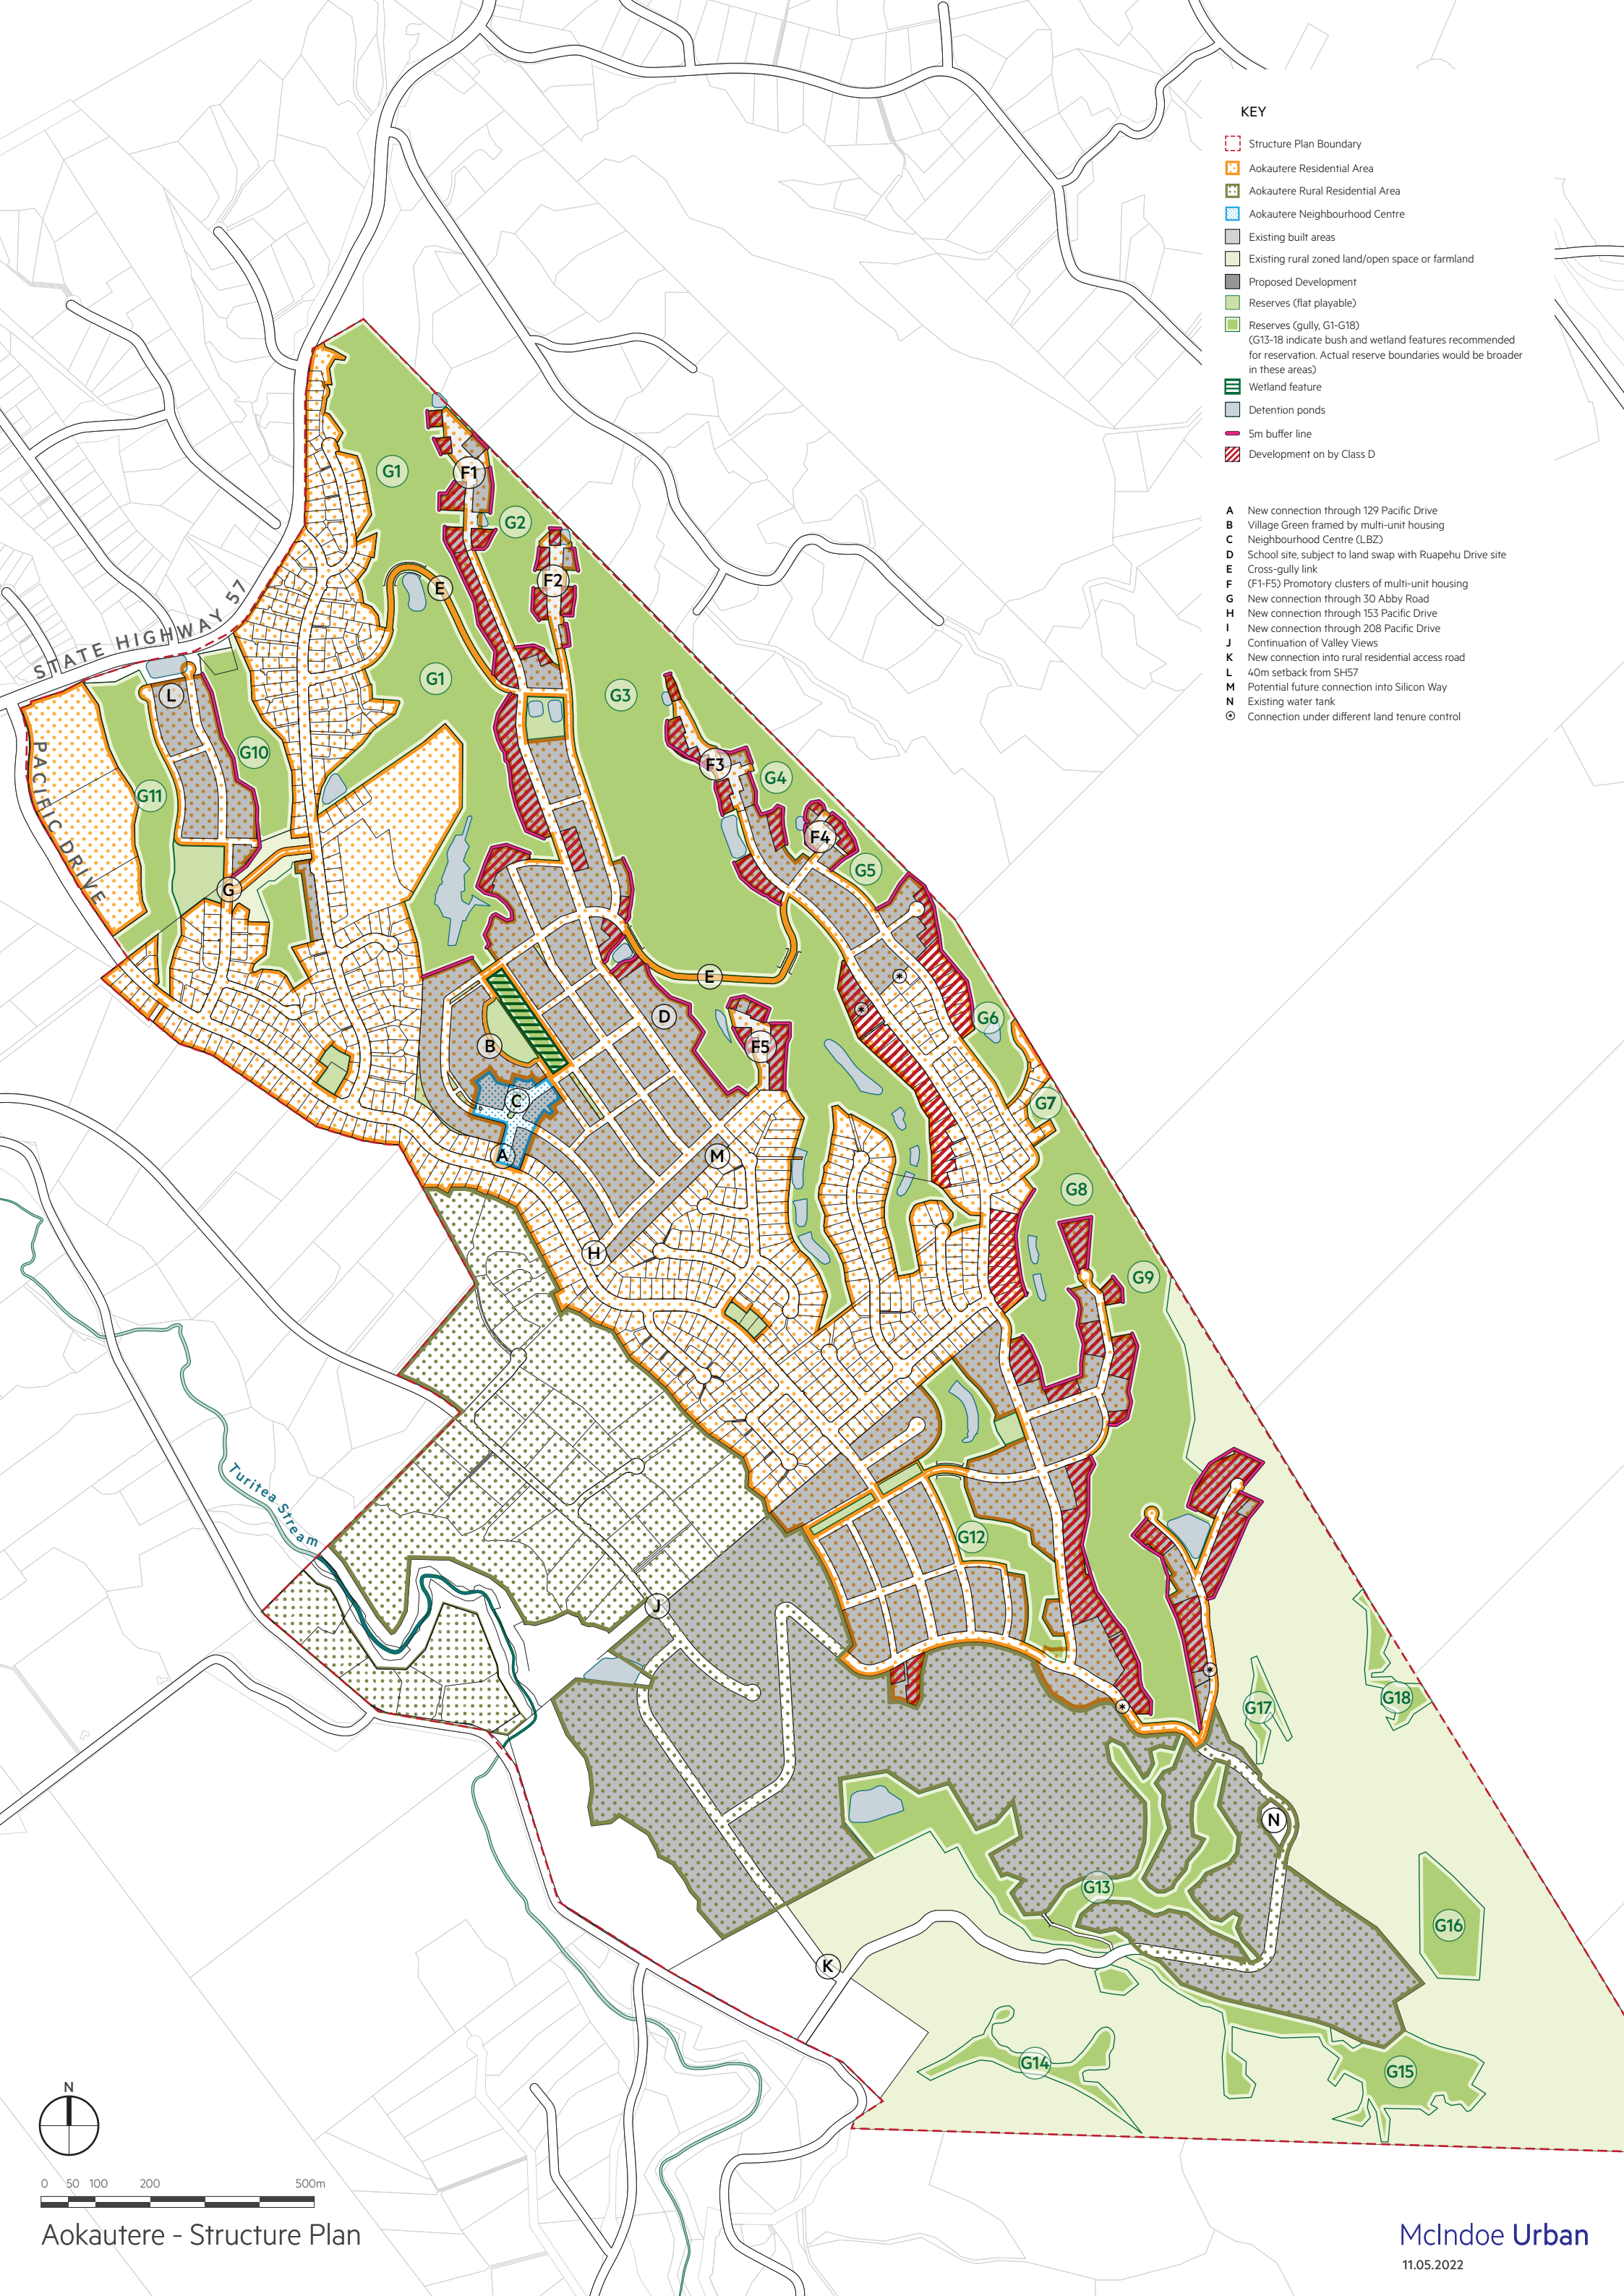 KEY
Structure Plan Boundary
Aokautere Residential Area
Aokautere Rural Residential Area
Aokautere Neighbourhood Centre
Existing built areas
Existing rural zoned land/open space or farmland
Proposed Development
Reserves (flat playable)
Reserves (gully, G1-G18)
(G13-18 indicate bush and wetland features recommended
for reservation. Actual reserve boundaries would be broader
in these areas)
Wetland feature
Detention ponds
5m buffer line
Development on by Class D
A New connection through 129 Pacific Drive
B Village Green framed by multi-unit housing
C Neighbourhood Centre (LBZ)
D School site, subject to land swap with Ruapehu Drive site
E Cross-gully link
F (F1-F5) Promotory clusters of multi-unit housing
G New connection through 30 Abby Road
H New connection through 153 Pacific Drive
I New connection through 208 Pacific Drive
J Continuation of Valley Views
K New connection into rural residential access road
L 40m setback from SH57
M Potential future connection into Silicon Way
N Existing water tank
Connection under different land tenure control
G1
F1
G2
F2
E
STATE HIGHWAY 57
G1
L
G3
PACIFIC DRIVE
G10
F3
G4
G11
F4
G5
G
E
*
*
D
G6
B
F5
C
G7
A
M
G8
H
G9
Turitea Stream
G12
J
*
*
G17
G18
N
G13
G16
K
G14
G15
N
0 50 100 200 500m
Aokautere - Structure Plan
McIndoe Urban
11.05.2022